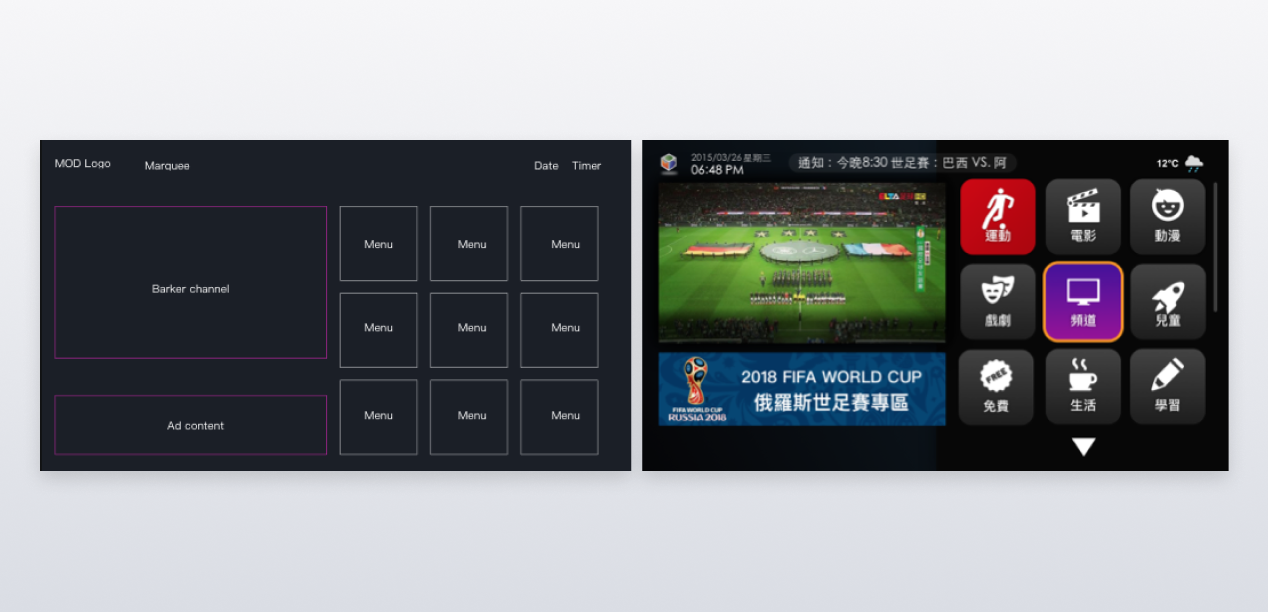 MOD Logo
Marquee
Date
Timer
Barker channel
Menu
Menu
Menu
Menu
Menu
Menu
Ad content
Menu
Menu
Menu
2015/03/26 星期三
06:48 PM
通知：今晚8:30 世足賽：巴西 VS. 阿
12°C
ELTA
HD
運動
電影
動漫
戲劇
頻道
兒童
2018 FIFA WORLD CUP
俄羅斯世足賽專區
FIFA WORLD CUP
RUSSIA 2018
FREE
免費
生活
學習